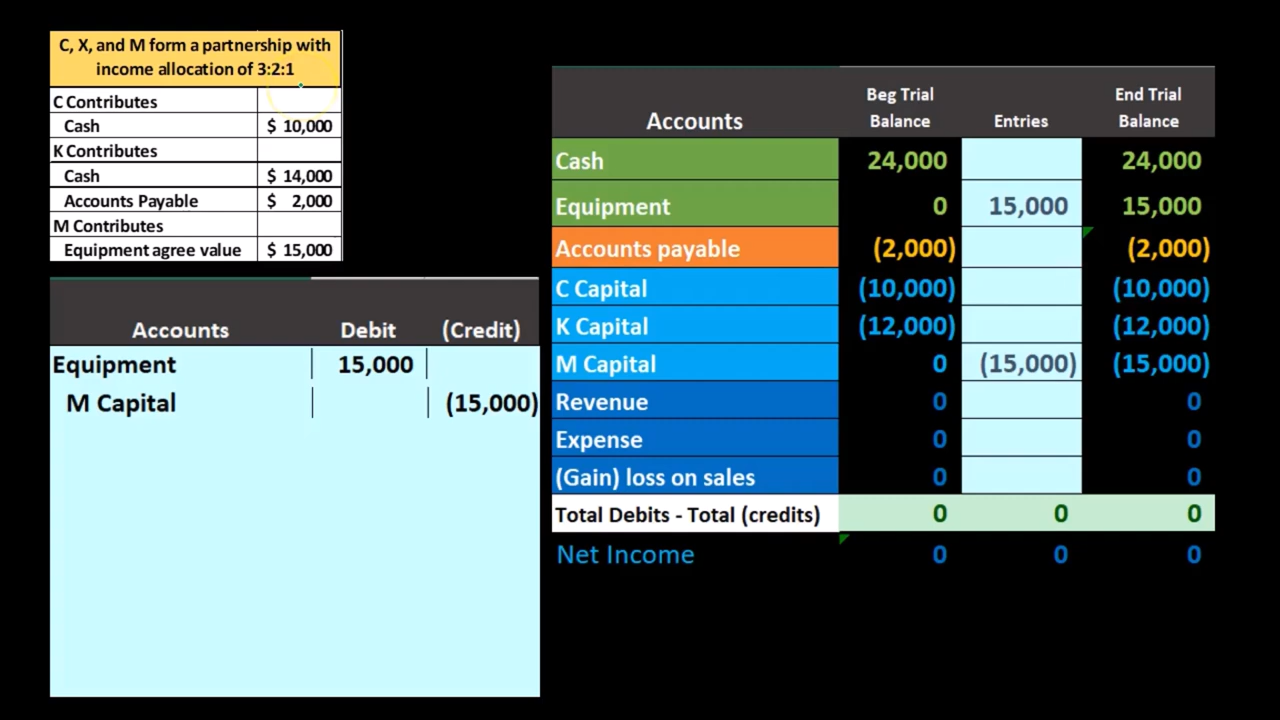 C, X, and M form a partnership with
income allocation of 3:2:1
C Contributes
Cash $ 10,000
K Contributes
Cash $ 14,000
Accounts Payable $ 2,000
M Contributes
Equipment agree value $ 15,000
Accounts Debit (Credit)
Equipment 15,000
M Capital (15,000)
Accounts Beg Trial Balance Entries End Trial Balance
Cash 24,000 24,000
Equipment 0 15,000 15,000
Accounts payable (2,000) (2,000)
C Capital (10,000) (10,000)
K Capital (12,000) (12,000)
M Capital 0 (15,000) (15,000)
Revenue 0 0
Expense 0 0
(Gain) loss on sales 0 0
Total Debits - Total (credits) 0 0 0
Net Income 0 0 0